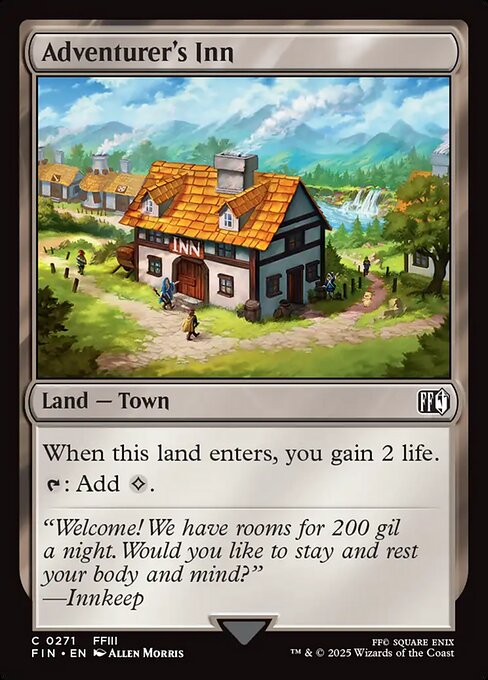 Adventurer's Inn
INN
Land — Town
FF
When this land enters, you gain 2 life.
: Add .
“Welcome! We have rooms for 200 gil
a night. Would you like to stay and rest
your body and mind?”
—Innkeep
C 0271 FFIII
FIN • EN Allen Morris
FF© SQUARE ENIX
™ & © 2025 Wizards of the Coast